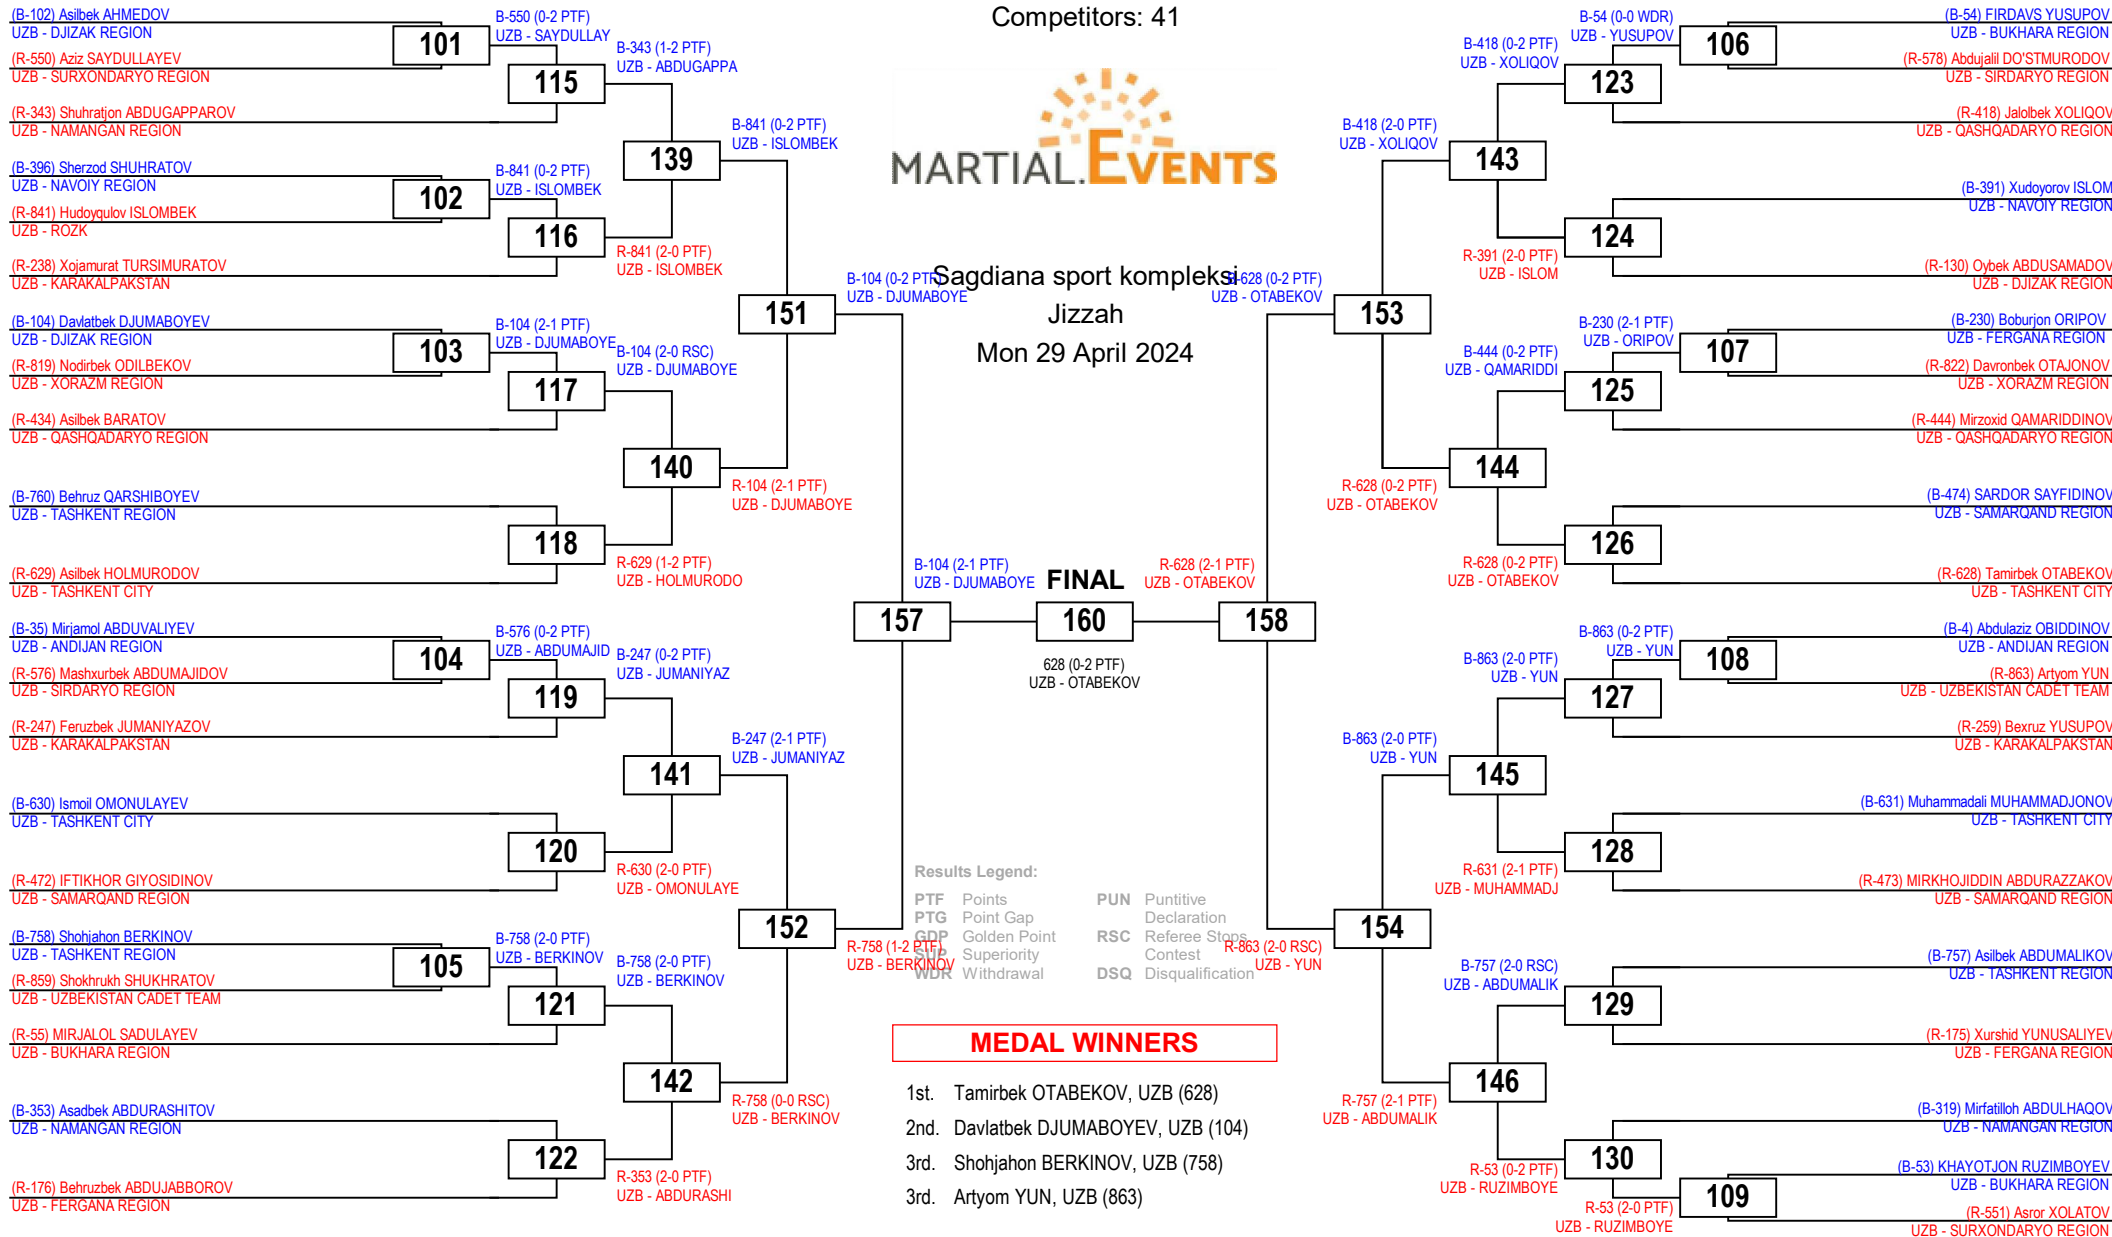 Competitors: 41
MARTIAL.EVENTS
Sagdiana sport kompleksi
Jizzah
Mon 29 April 2024
(B-102) Asilbek AHMEDOV
UZB - DJIZAK REGION
101
(R-550) Aziz SAYDULLAYEV
UZB - SURXONDARYO REGION
B-550 (0-2 PTF)
UZB - SAYDULLAY
115
(R-343) Shuhratjon ABDUGAPPAROV
UZB - NAMANGAN REGION
B-343 (1-2 PTF)
UZB - ABDUGAPPA
139
(B-396) Sherzod SHUHRATOV
UZB - NAVOIY REGION
102
(R-841) Hudoyqulov ISLOMBEK
UZB - ROZK
B-841 (0-2 PTF)
UZB - ISLOMBEK
116
(R-238) Xojamurat TURSIMURATOV
UZB - KARAKALPAKSTAN
R-841 (2-0 PTF)
UZB - ISLOMBEK
B-841 (0-2 PTF)
UZB - ISLOMBEK
151
(B-104) Davlatbek DJUMABOYEV
UZB - DJIZAK REGION
103
(R-819) Nodirbek ODILBEKOV
UZB - XORAZM REGION
B-104 (2-1 PTF)
UZB - DJUMABOYE
117
(R-434) Asilbek BARATOV
UZB - QASHQADARYO REGION
B-104 (2-0 RSC)
UZB - DJUMABOYE
140
(B-760) Behruz QARSHIBOYEV
UZB - TASHKENT REGION
118
(R-629) Asilbek HOLMURODOV
UZB - TASHKENT CITY
R-629 (1-2 PTF)
UZB - HOLMURODO
R-104 (2-1 PTF)
UZB - DJUMABOYE
B-104 (0-2 PTF)
UZB - DJUMABOYE
157
(B-35) Mirjamol ABDUVALIYEV
UZB - ANDIJAN REGION
104
(R-576) Mashxurbek ABDUMAJIDOV
UZB - SIRDARYO REGION
B-576 (0-2 PTF)
UZB - ABDUMAJID
119
(R-247) Feruzbek JUMANIYAZOV
UZB - KARAKALPAKSTAN
B-247 (0-2 PTF)
UZB - JUMANIYAZ
141
(B-630) Ismoil OMONULAYEV
UZB - TASHKENT CITY
120
(R-472) IFTIKHOR GIYOSIDINOV
UZB - SAMARQAND REGION
R-630 (2-0 PTF)
UZB - OMONULAYE
B-247 (2-1 PTF)
UZB - JUMANIYAZ
152
(B-758) Shohjahon BERKINOV
UZB - TASHKENT REGION
105
(R-859) Shokhrukh SHUKHRATOV
UZB - UZBEKISTAN CADET TEAM
B-758 (2-0 PTF)
UZB - BERKINOV
121
(R-55) MIRJALOL SADULAYEV
UZB - BUKHARA REGION
B-758 (2-0 PTF)
UZB - BERKINOV
142
(B-353) Asadbek ABDURASHITOV
UZB - NAMANGAN REGION
122
(R-176) Behruzbek ABDUJABBOROV
UZB - FERGANA REGION
R-353 (2-0 PTF)
UZB - ABDURASHI
R-758 (0-0 RSC)
UZB - BERKINOV
R-758 (1-2 PTF)
UZB - BERKINOV
B-104 (2-1 PTF)
UZB - DJUMABOYE
FINAL
160
628 (0-2 PTF)
UZB - OTABEKOV
R-628 (2-1 PTF)
UZB - OTABEKOV
158
B-628 (0-2 PTF)
UZB - OTABEKOV
153
B-418 (2-0 PTF)
UZB - XOLIQOV
143
B-418 (0-2 PTF)
UZB - XOLIQOV
123
B-54 (0-0 WDR)
UZB - YUSUPOV
106
(B-54) FIRDAVS YUSUPOV
UZB - BUKHARA REGION
(R-578) Abdujalil DO'STMURODOV
UZB - SIRDARYO REGION
(R-418) Jalolbek XOLIQOV
UZB - QASHQADARYO REGION
(B-391) Xudoyorov ISLOM
UZB - NAVOIY REGION
124
R-391 (2-0 PTF)
UZB - ISLOM
(R-130) Oybek ABDUSAMADOV
UZB - DJIZAK REGION
(B-230) Boburjon ORIPOV
UZB - FERGANA REGION
B-230 (2-1 PTF)
UZB - ORIPOV
107
(R-822) Davronbek OTAJONOV
UZB - XORAZM REGION
B-444 (0-2 PTF)
UZB - QAMARIDDI
125
(R-444) Mirzoxid QAMARIDDINOV
UZB - QASHQADARYO REGION
144
R-628 (0-2 PTF)
UZB - OTABEKOV
(B-474) SARDOR SAYFIDINOV
UZB - SAMARQAND REGION
126
R-628 (0-2 PTF)
UZB - OTABEKOV
(R-628) Tamirbek OTABEKOV
UZB - TASHKENT CITY
(B-4) Abdulaziz OBIDDINOV
UZB - ANDIJAN REGION
B-863 (0-2 PTF)
UZB - YUN
108
(R-863) Artyom YUN
UZB - UZBEKISTAN CADET TEAM
B-863 (2-0 PTF)
UZB - YUN
127
(R-259) Bexruz YUSUPOV
UZB - KARAKALPAKSTAN
B-863 (2-0 PTF)
UZB - YUN
145
(B-631) Muhammadali MUHAMMADJONOV
UZB - TASHKENT CITY
128
R-631 (2-1 PTF)
UZB - MUHAMMADJ
(R-473) MIRKHOJIDDIN ABDURAZZAKOV
UZB - SAMARQAND REGION
154
R-863 (2-0 RSC)
UZB - YUN
B-757 (2-0 RSC)
UZB - ABDUMALIK
(B-757) Asilbek ABDUMALIKOV
UZB - TASHKENT REGION
129
(R-175) Xurshid YUNUSALIYEV
UZB - FERGANA REGION
146
R-757 (2-1 PTF)
UZB - ABDUMALIK
(B-319) Mirfatilloh ABDULHAQOV
UZB - NAMANGAN REGION
130
R-53 (0-2 PTF)
UZB - RUZIMBOYE
(B-53) KHAYOTJON RUZIMBOYEV
UZB - BUKHARA REGION
109
R-53 (2-0 PTF)
UZB - RUZIMBOYE
(R-551) Asror XOLATOV
UZB - SURXONDARYO REGION
Results Legend:
PTF Points
PTG Point Gap
GDP Golden Point
SUP Superiority
WDR Withdrawal
PUN Puntitive
Declaration
RSC Referee Stops
Contest
DSQ Disqualification
MEDAL WINNERS
1st. Tamirbek OTABEKOV, UZB (628)
2nd. Davlatbek DJUMABOYEV, UZB (104)
3rd. Shohjahon BERKINOV, UZB (758)
3rd. Artyom YUN, UZB (863)